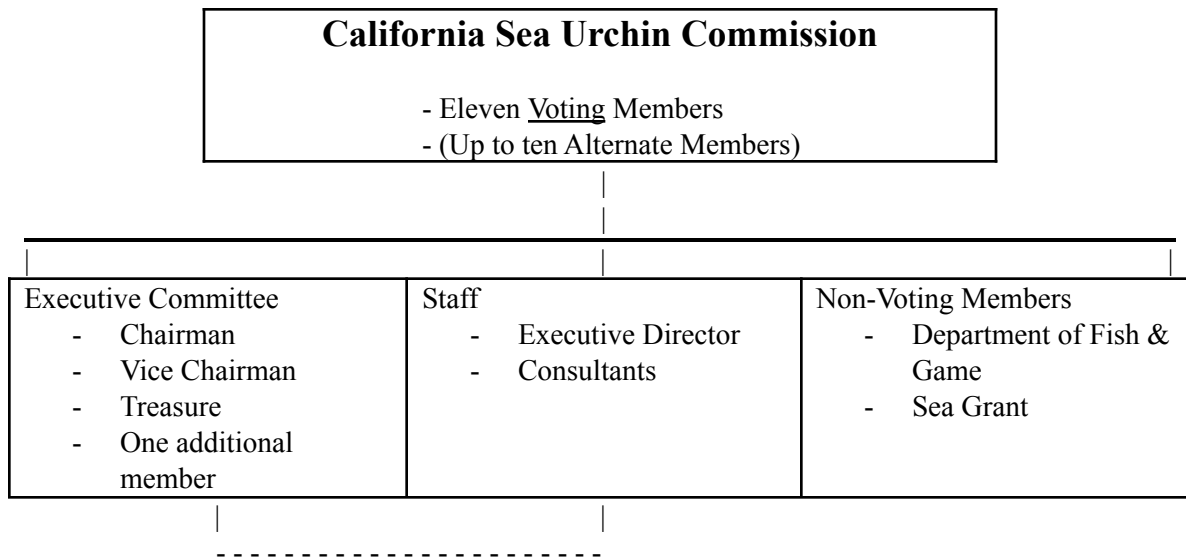 California Sea Urchin Commission
- Eleven Voting Members
- (Up to ten Alternate Members)
Executive Committee
- Chairman
- Vice Chairman
- Treasure
- One additional
member
Staff
- Executive Director
- Consultants
Non-Voting Members
- Department of Fish &
Game
- Sea Grant